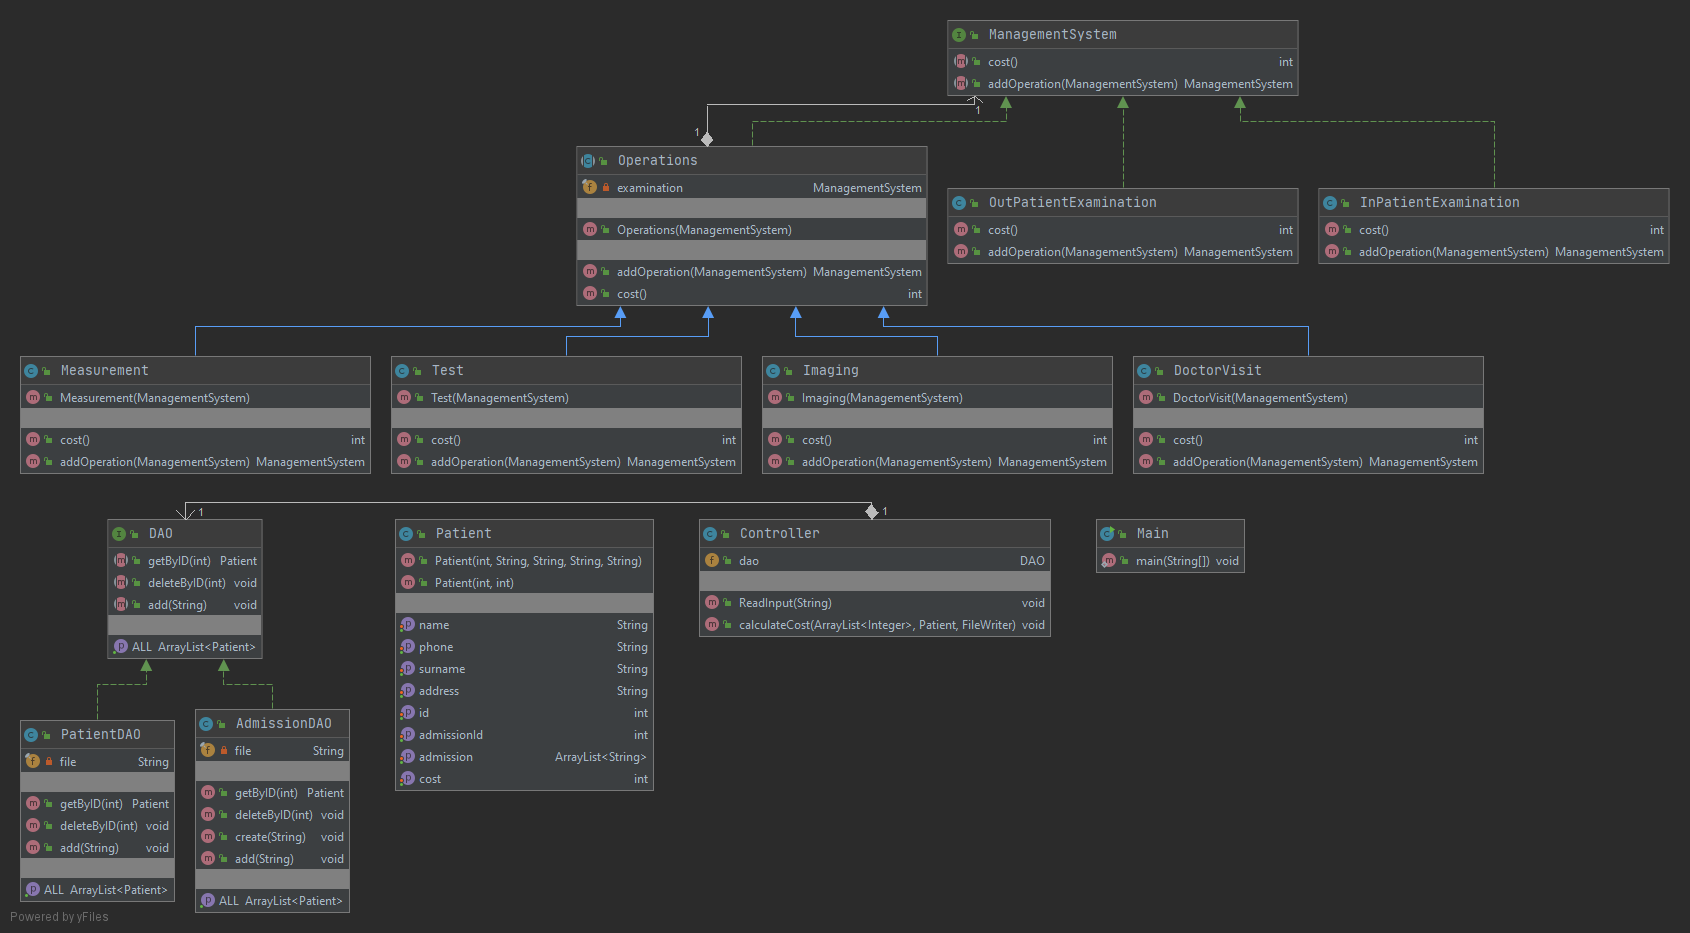 ManagementSystem
cost() int
addOperation(ManagementSystem) ManagementSystem
1
1
Operations
examination ManagementSystem
Operations(ManagementSystem)
addOperation(ManagementSystem) ManagementSystem
cost() int
OutPatientExamination
cost() int
addOperation(ManagementSystem) ManagementSystem
InPatientExamination
cost() int
addOperation(ManagementSystem) ManagementSystem
Measurement
Measurement(ManagementSystem)
cost() int
addOperation(ManagementSystem) ManagementSystem
Test
Test(ManagementSystem)
cost() int
addOperation(ManagementSystem) ManagementSystem
Imaging
Imaging(ManagementSystem)
cost() int
addOperation(ManagementSystem) ManagementSystem
DoctorVisit
DoctorVisit(ManagementSystem)
cost() int
addOperation(ManagementSystem) ManagementSystem
1
1
DAO
getByID(int) Patient
deleteByID(int) void
add(String) void
ALL ArrayList<Patient>
Patient
Patient(int, String, String, String, String)
Patient(int, int)
name String
phone String
surname String
address String
id int
admissionId int
admission ArrayList<String>
cost int
Controller
dao DAO
ReadInput(String) void
calculateCost(ArrayList<Integer>, Patient, FileWriter) void
Main
main(String[]) void
PatientDAO
file String
getByID(int) Patient
deleteByID(int) void
add(String) void
ALL ArrayList<Patient>
AdmissionDAO
file String
getByID(int) Patient
deleteByID(int) void
create(String) void
add(String) void
ALL ArrayList<Patient>
Powered by yFiles